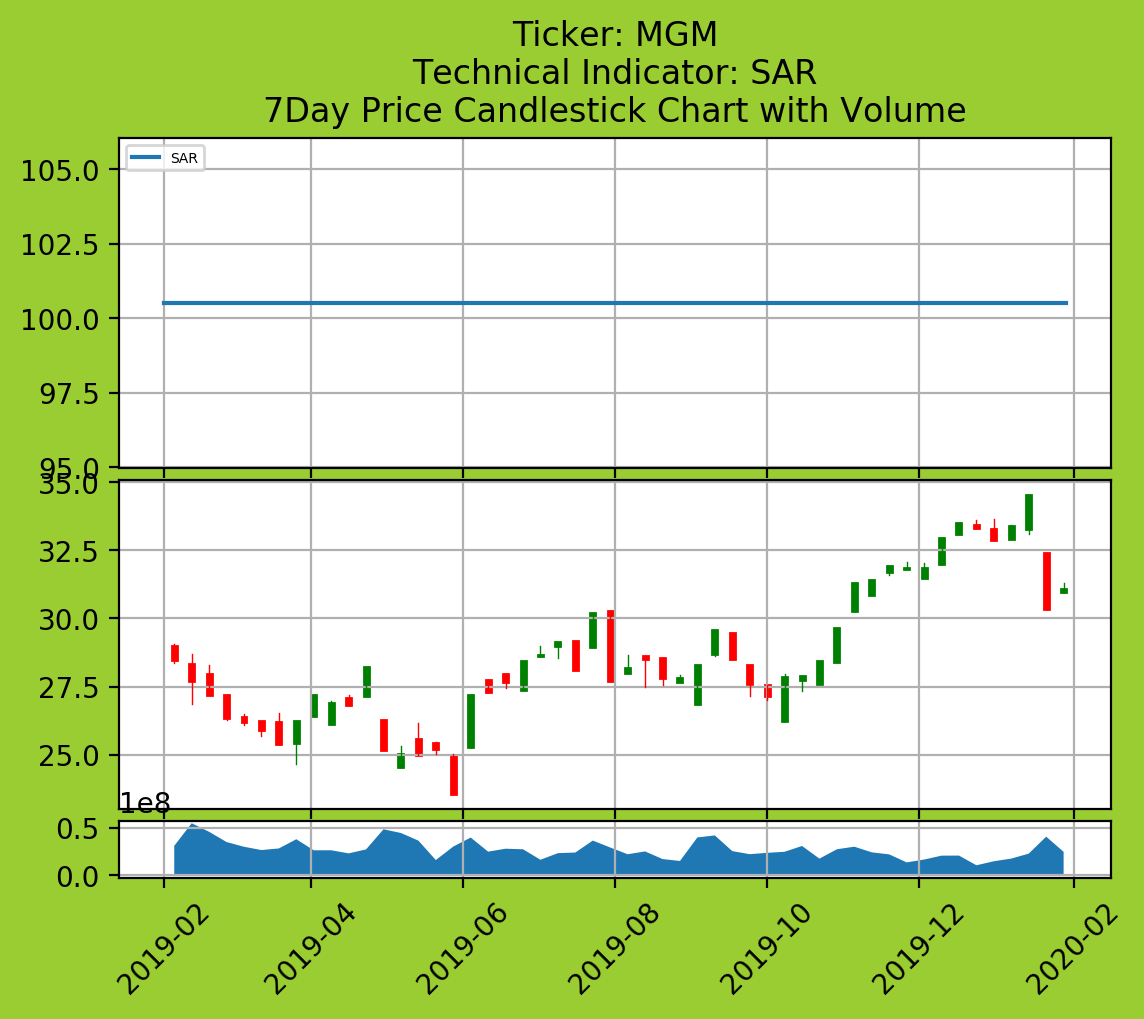 Ticker: MGM
Technical Indicator: SAR
7Day Price Candlestick Chart with Volume
SAR
105.0
102.5
100.0
97.5
95.0
35.0
32.5
30.0
27.5
25.0
1e8
0.5
0.0
2019-02 2019-04 2019-06 2019-08 2019-10 2019-12 2020-02